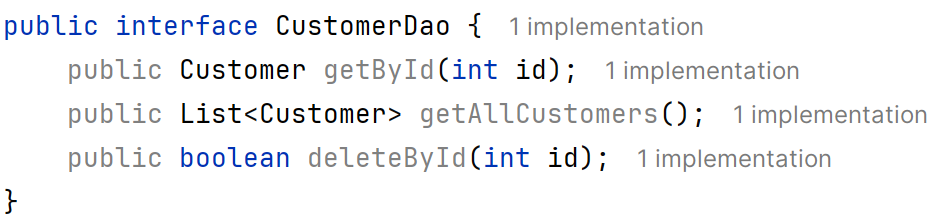 public interface CustomerDao { 1 implementation
    public Customer getById(int id); 1 implementation
    public List<Customer> getAllCustomers(); 1 implementation
    public boolean deleteById(int id); 1 implementation
}